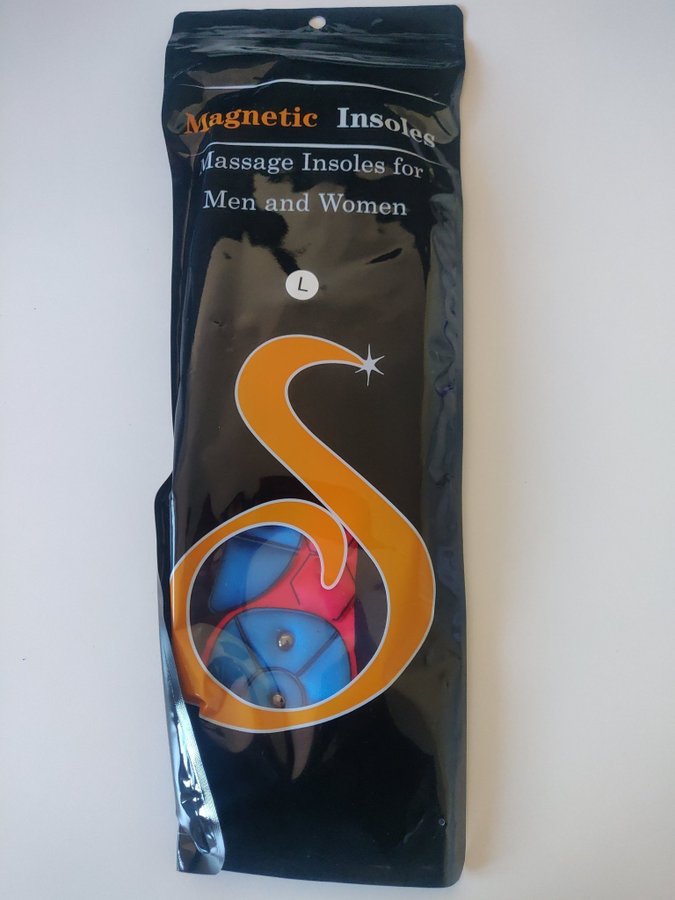 Magnetic Insoles
Massage Insoles for
Men and Women
L
S